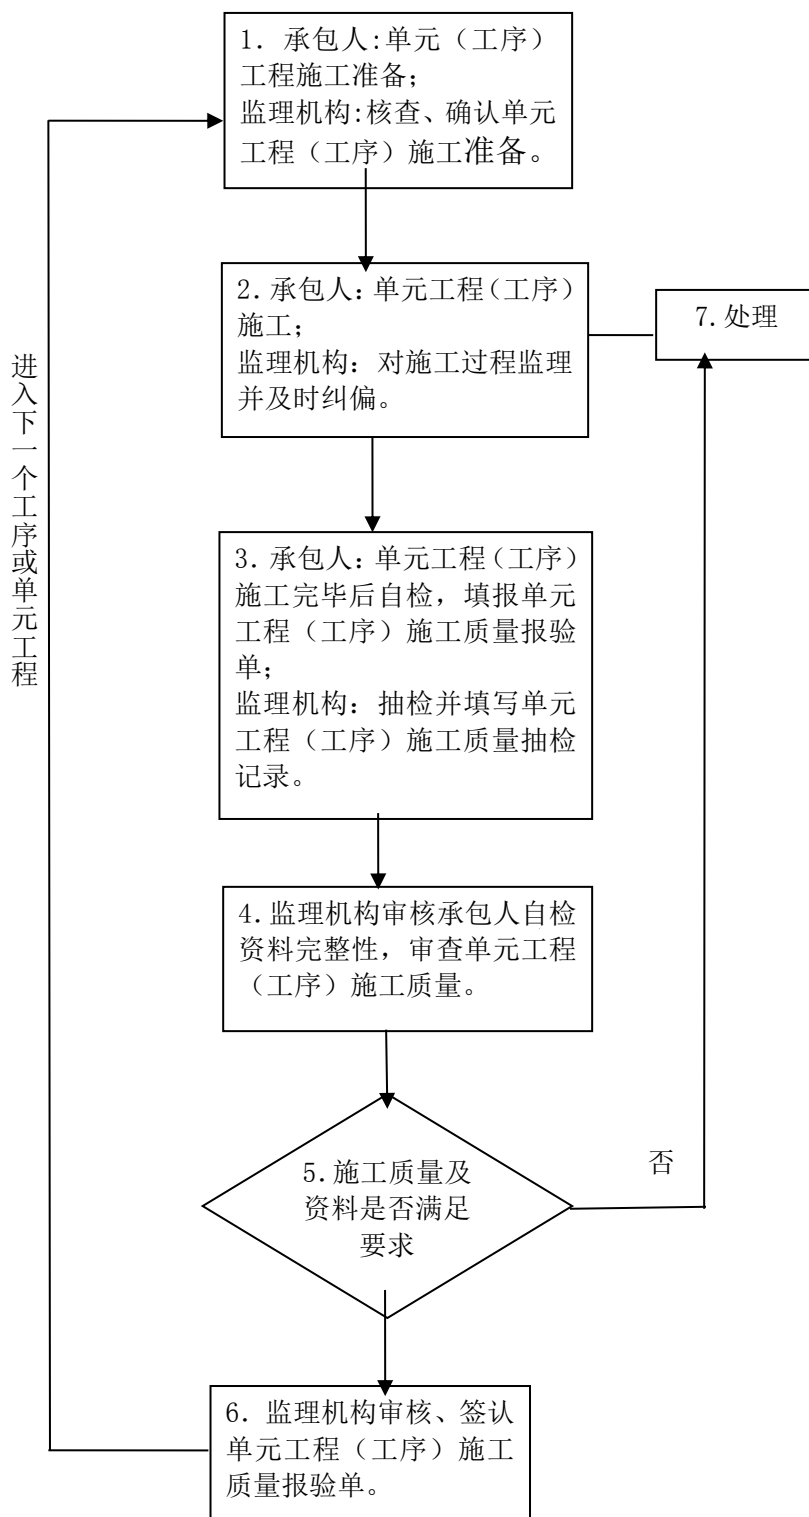 1. 承包人:单元（工序）
工程施工准备；
监理机构:核查、确认单元
工程（工序）施工准备。
2.承包人：单元工程（工序）
施工；
监理机构：对施工过程监理
并及时纠偏。
7.处理
进入下一个工序或单元工程
3.承包人：单元工程（工序）
施工完毕后自检，填报单元
工程（工序）施工质量报验
单；
监理机构：抽检并填写单元
工程（工序）施工质量抽检
记录。
4.监理机构审核承包人自检
资料完整性，审查单元工程
（工序）施工质量。
5.施工质量及
资料是否满足
要求
否
6. 监理机构审核、签认
单元工程（工序）施工
质量报验单。